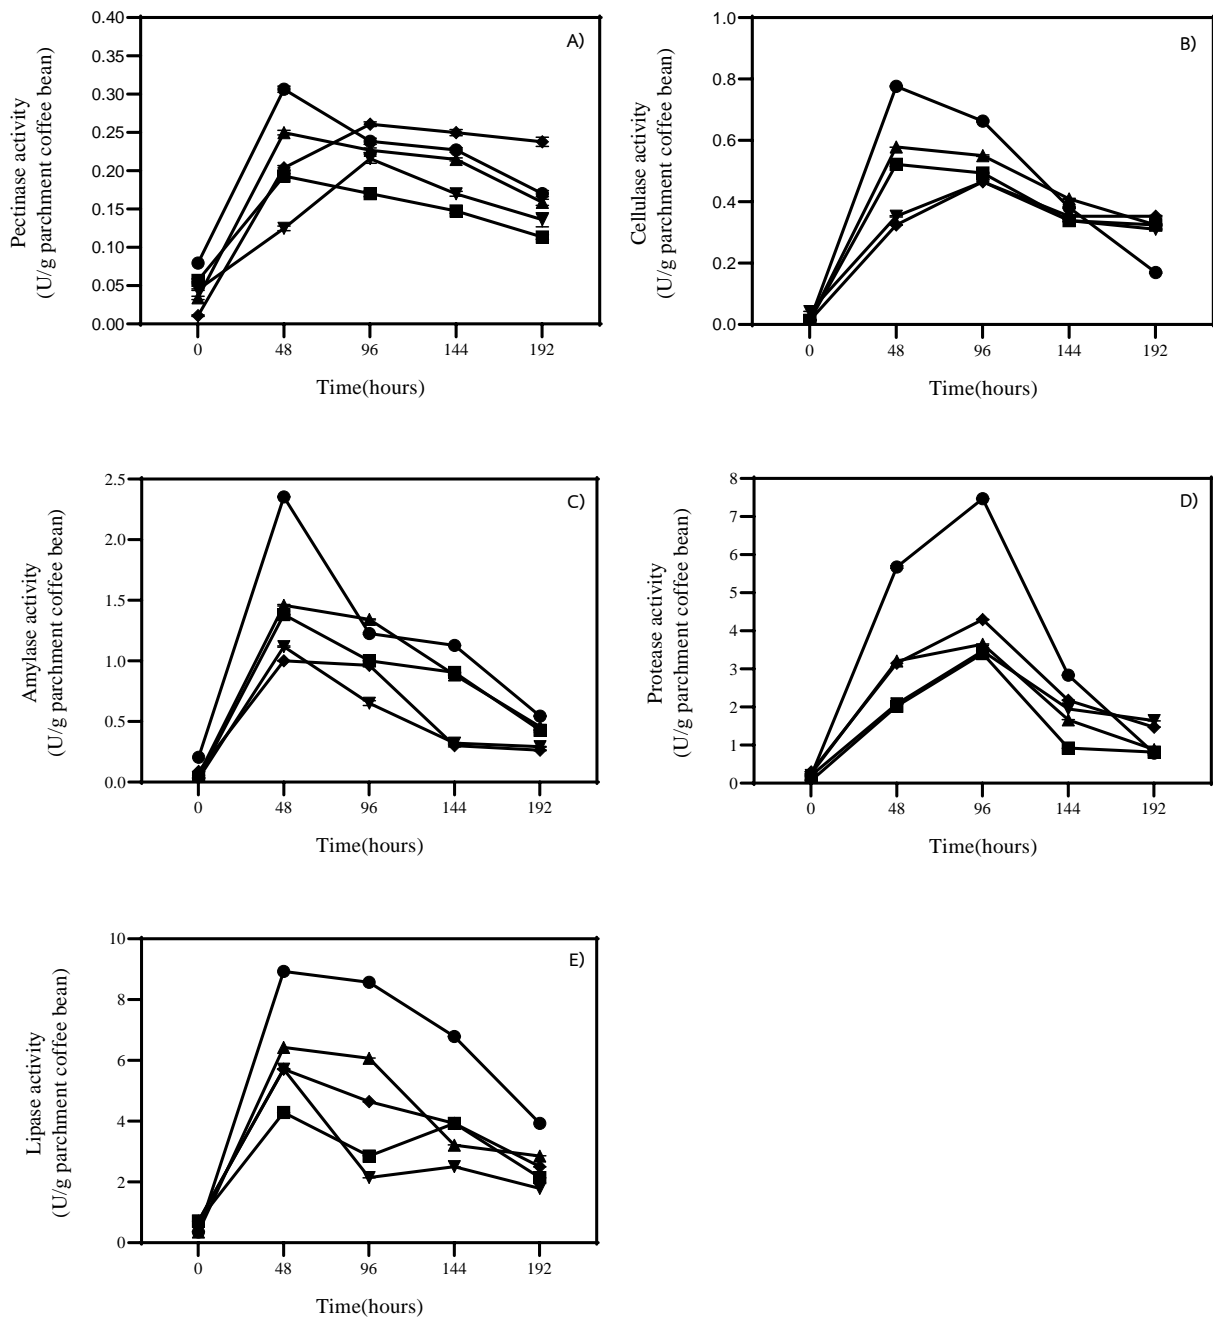 A)
Pectinase activity
(U/g parchment coffee bean)
0.40
0.35
0.30
0.25
0.20
0.15
0.10
0.05
0.00
0 48 96 144 192
Time(hours)
B)
Cellulase activity
(U/g parchment coffee bean)
1.0
0.8
0.6
0.4
0.2
0.0
0 48 96 144 192
Time(hours)
C)
Amylase activity
(U/g parchment coffee bean)
2.5
2.0
1.5
1.0
0.5
0.0
0 48 96 144 192
Time(hours)
D)
Protease activity
(U/g parchment coffee bean)
8
7
6
5
4
3
2
1
0
0 48 96 144 192
Time(hours)
E)
Lipase activity
(U/g parchment coffee bean)
10
8
6
4
2
0
0 48 96 144 192
Time(hours)